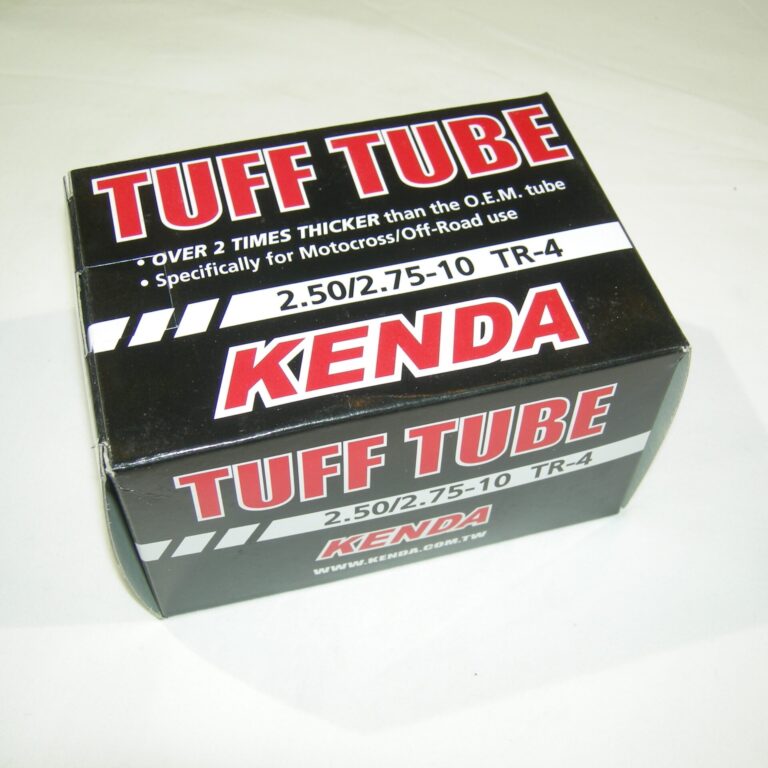 TUFF TUBE
• OVER 2 TIMES THICKER than the O.E.M. tube
• Specifically for Motocross/Off-Road use
2.50/2.75-10 TR-4
KENDA
TUFF TUBE
2.50/2.75-10 TR-4
KENDA
WWW.KENDA.COM.TW